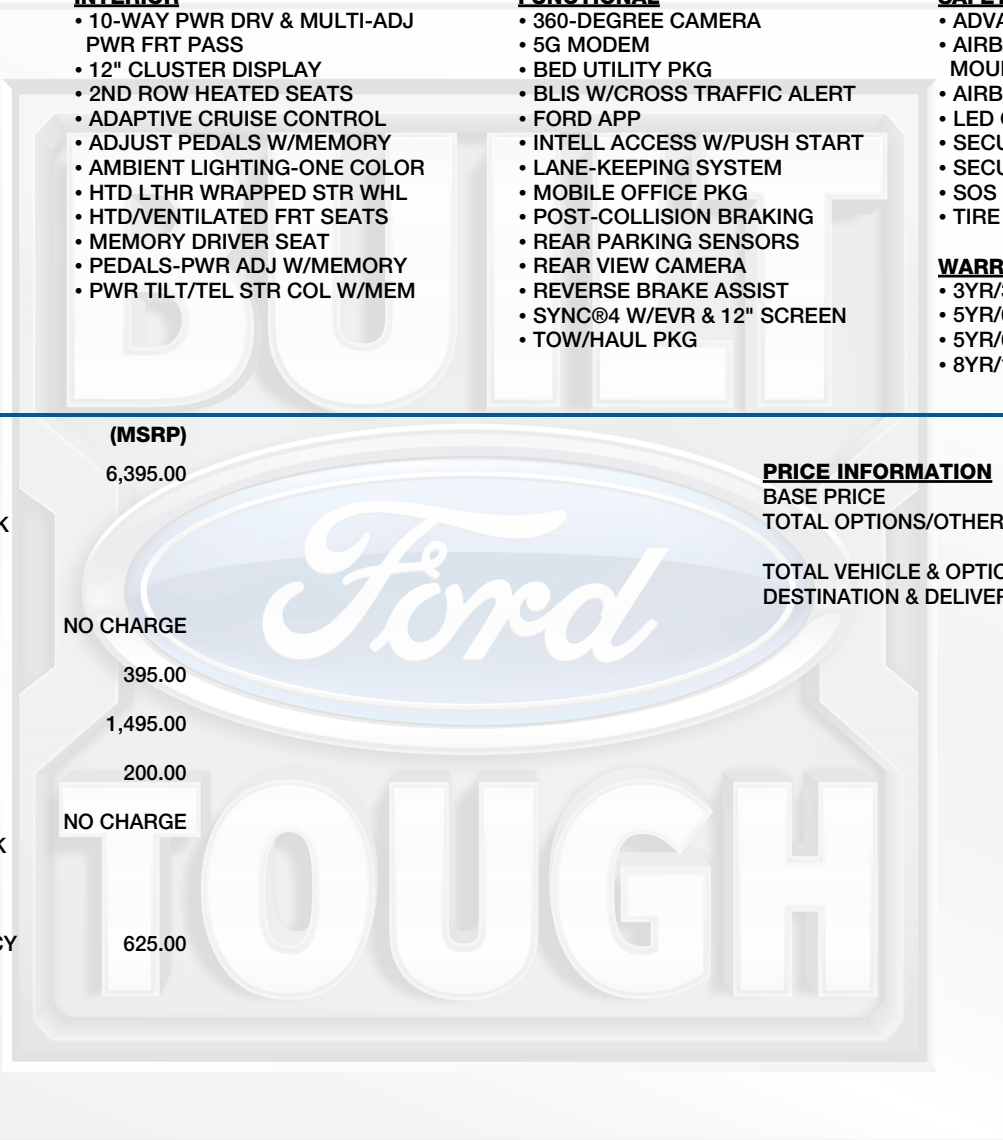 INTERIOR
• 10-WAY PWR DRV & MULTI-ADJ
PWR FRT PASS
• 12" CLUSTER DISPLAY
• 2ND ROW HEATED SEATS
• ADAPTIVE CRUISE CONTROL
• ADJUST PEDALS W/MEMORY
• AMBIENT LIGHTING-ONE COLOR
• HTD LTHR WRAPPED STR WHL
• HTD/VENTILATED FRT SEATS
• MEMORY DRIVER SEAT
• PEDALS-PWR ADJ W/MEMORY
• PWR TILT/TEL STR COL W/MEM
FUNCTIONAL
• 360-DEGREE CAMERA
• 5G MODEM
• BED UTILITY PKG
• BLIS W/CROSS TRAFFIC ALERT
• FORD APP
• INTELL ACCESS W/PUSH START
• LANE-KEEPING SYSTEM
• MOBILE OFFICE PKG
• POST-COLLISION BRAKING
• REAR PARKING SENSORS
• REAR VIEW CAMERA
• REVERSE BRAKE ASSIST
• SYNC®4 W/EVR & 12" SCREEN
• TOW/HAUL PKG
• LED
• SOS
• TIRE
• 3YR/
• 5YR/
• 5YR/
• 8YR/
(MSRP)
6,395.00
NO CHARGE
395.00
1,495.00
200.00
NO CHARGE
625.00
PRICE INFORMATION
BASE PRICE
TOTAL OPTIONS/OTHER
TOTAL VEHICLE &
DESTINATION &
BUILT
Ford
TOUGH